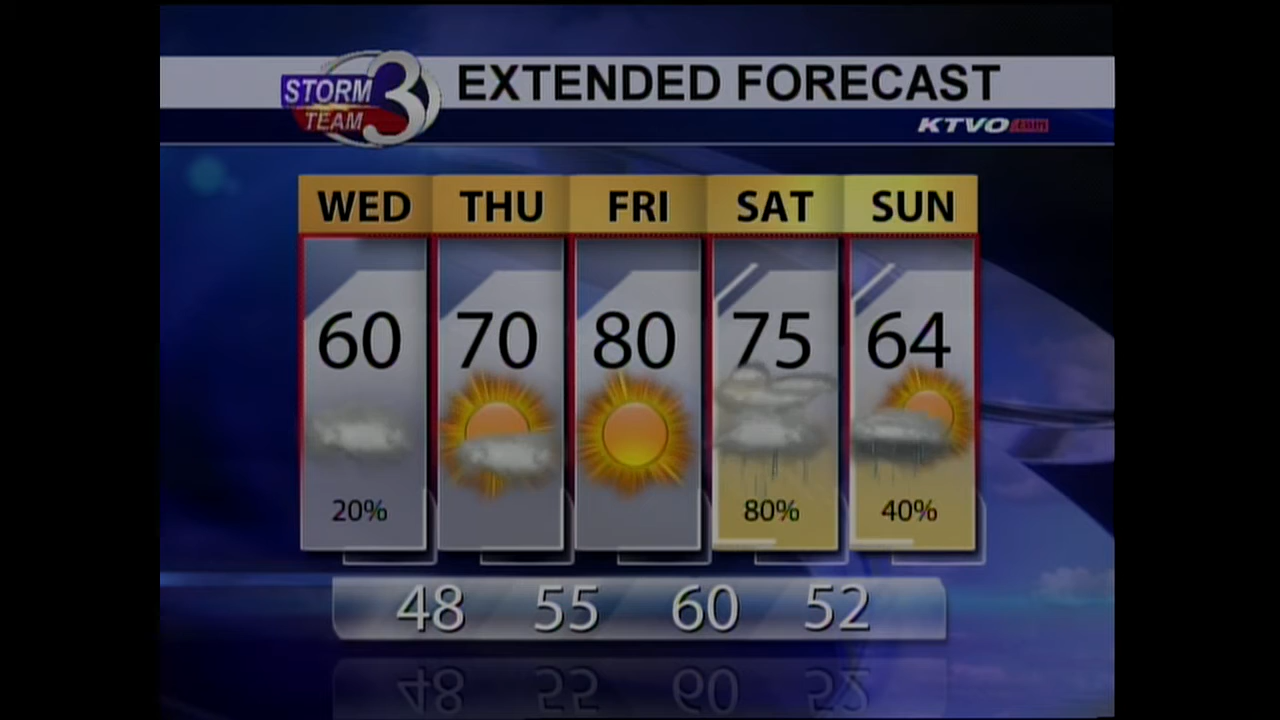 STORM TEAM 3
EXTENDED FORECAST
KTVO.com
WED THU FRI SAT SUN
60 70 80 75 64
20% 80% 40%
48 55 60 52